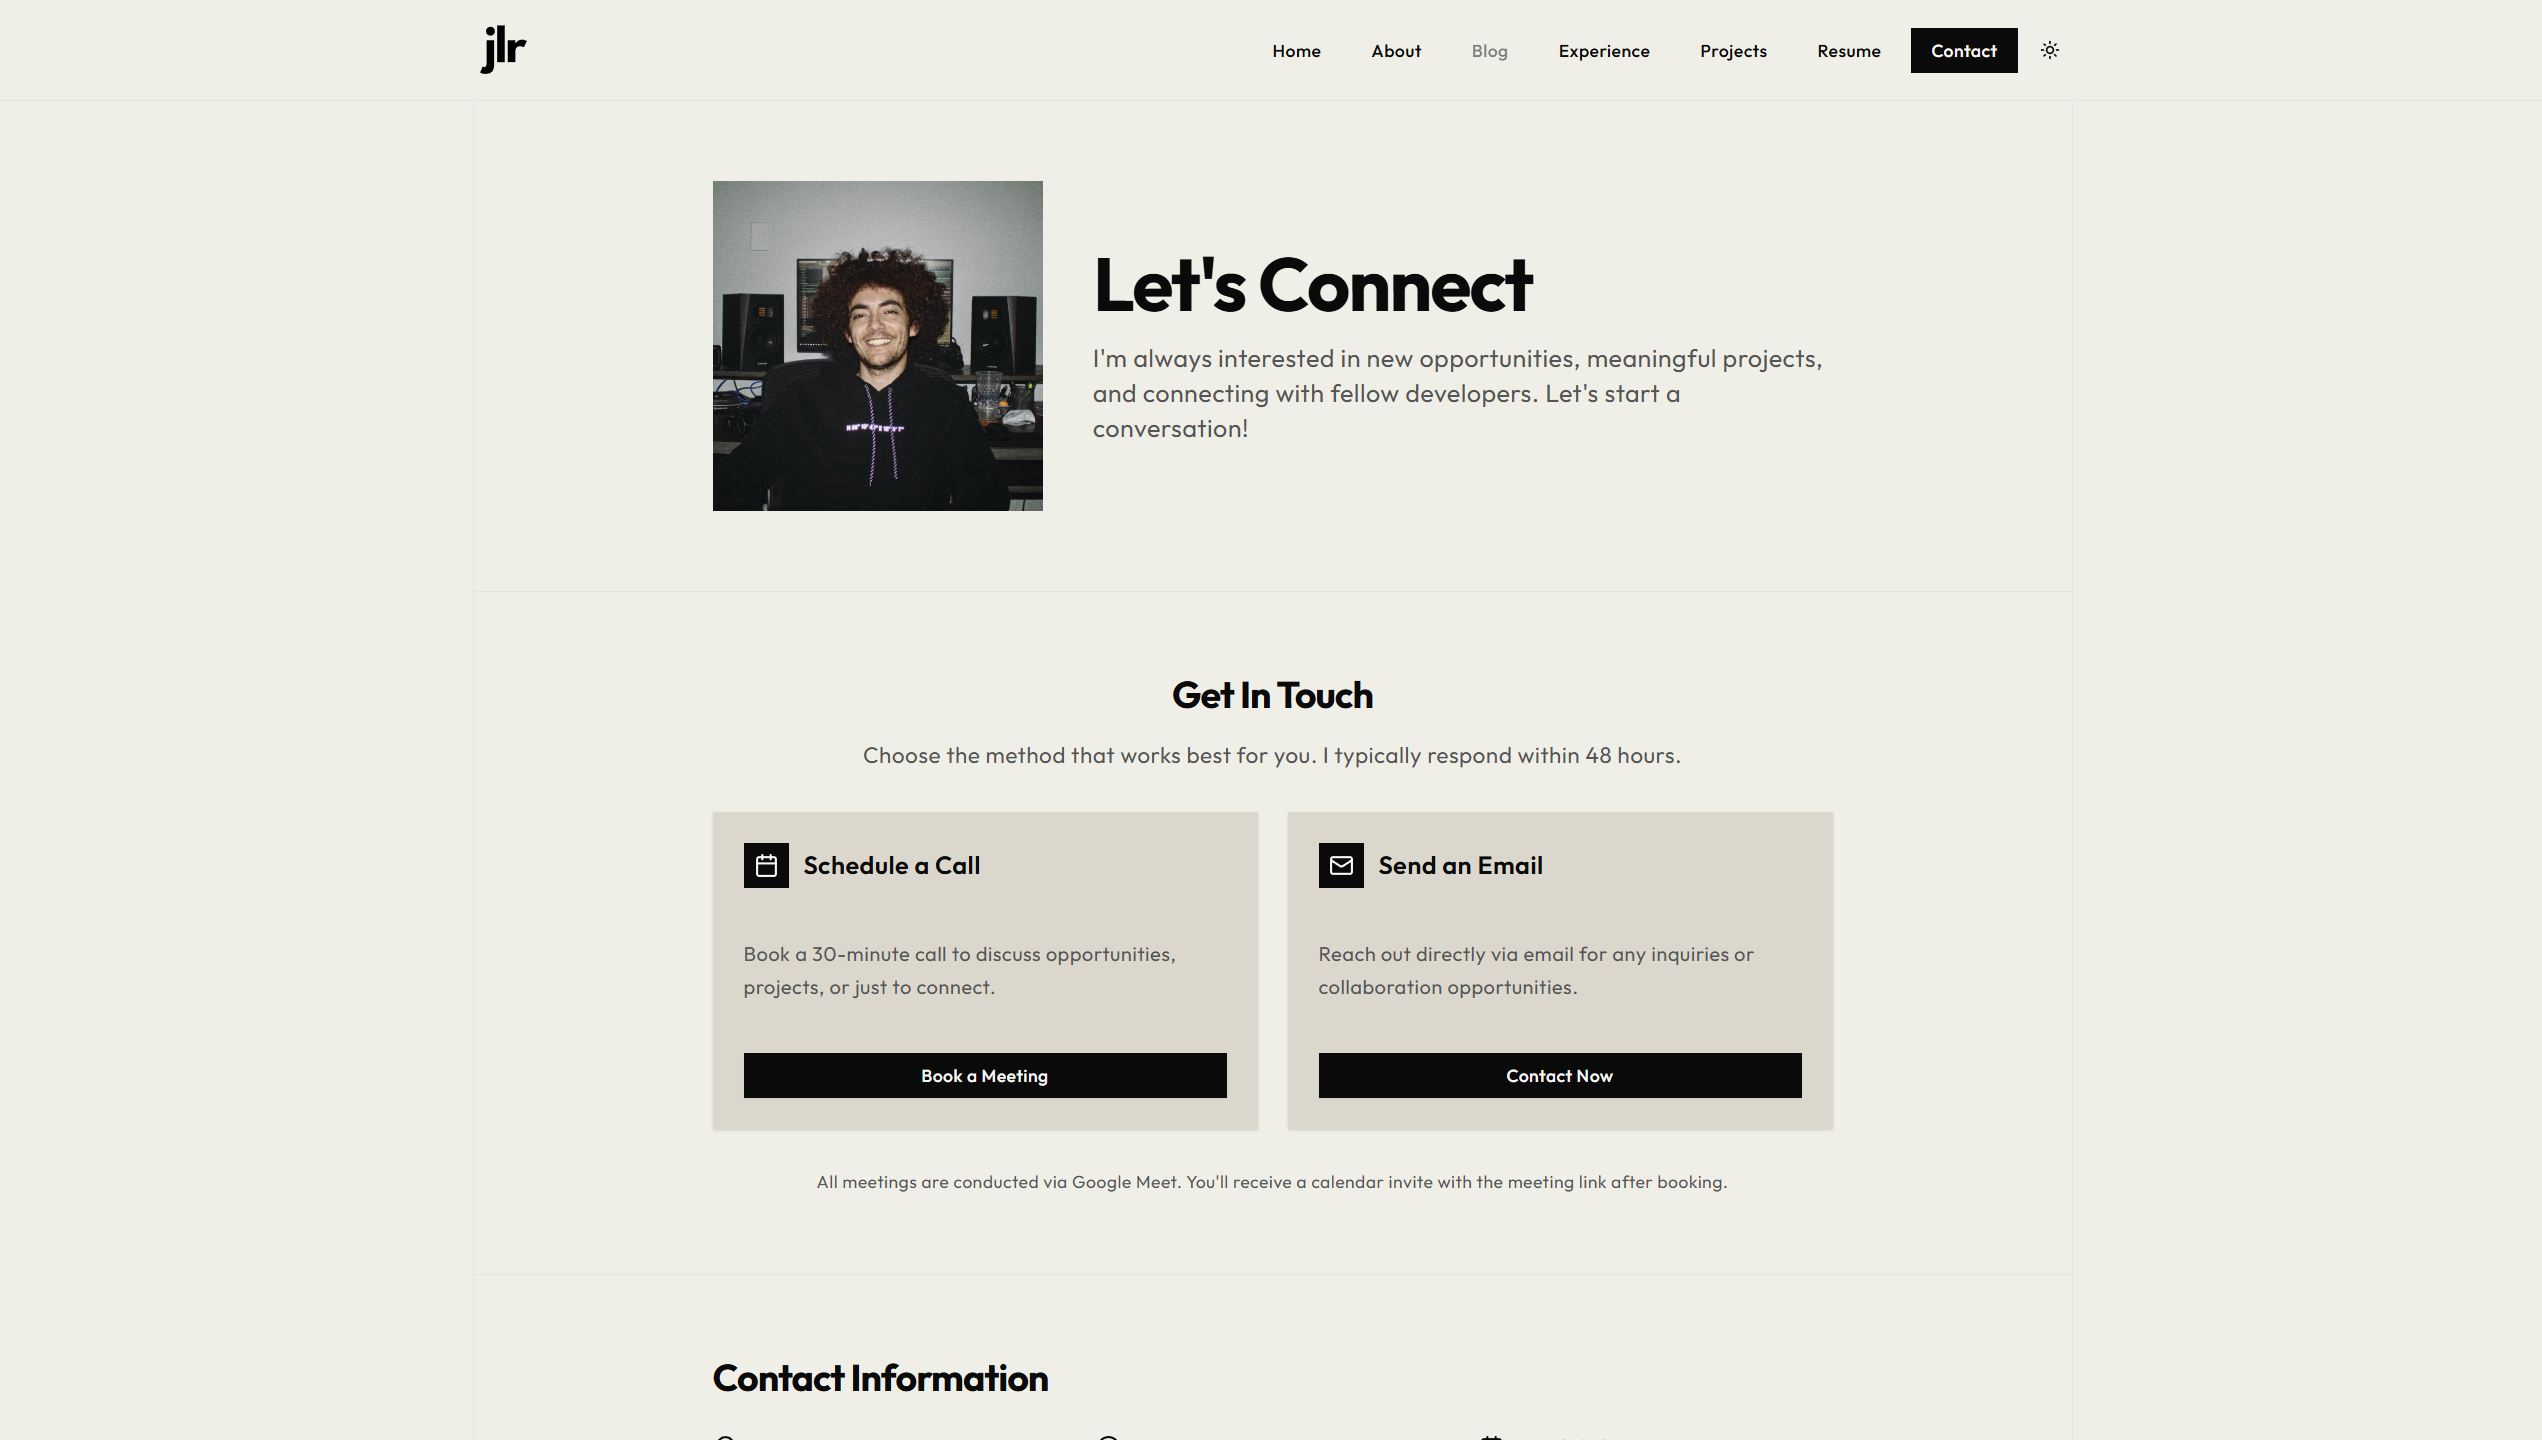 jlr
Home
About
Blog
Experience
Projects
Resume
Contact
Let's Connect
I'm always interested in new opportunities, meaningful projects,
and connecting with fellow developers. Let's start a
conversation!
Get In Touch
Choose the method that works best for you. I typically respond within 48 hours.
Schedule a Call
Book a 30-minute call to discuss opportunities,
projects, or just to connect.
Book a Meeting
Send an Email
Reach out directly via email for any inquiries or
collaboration opportunities.
Contact Now
All meetings are conducted via Google Meet. You'll receive a calendar invite with the meeting link after booking.
Contact Information